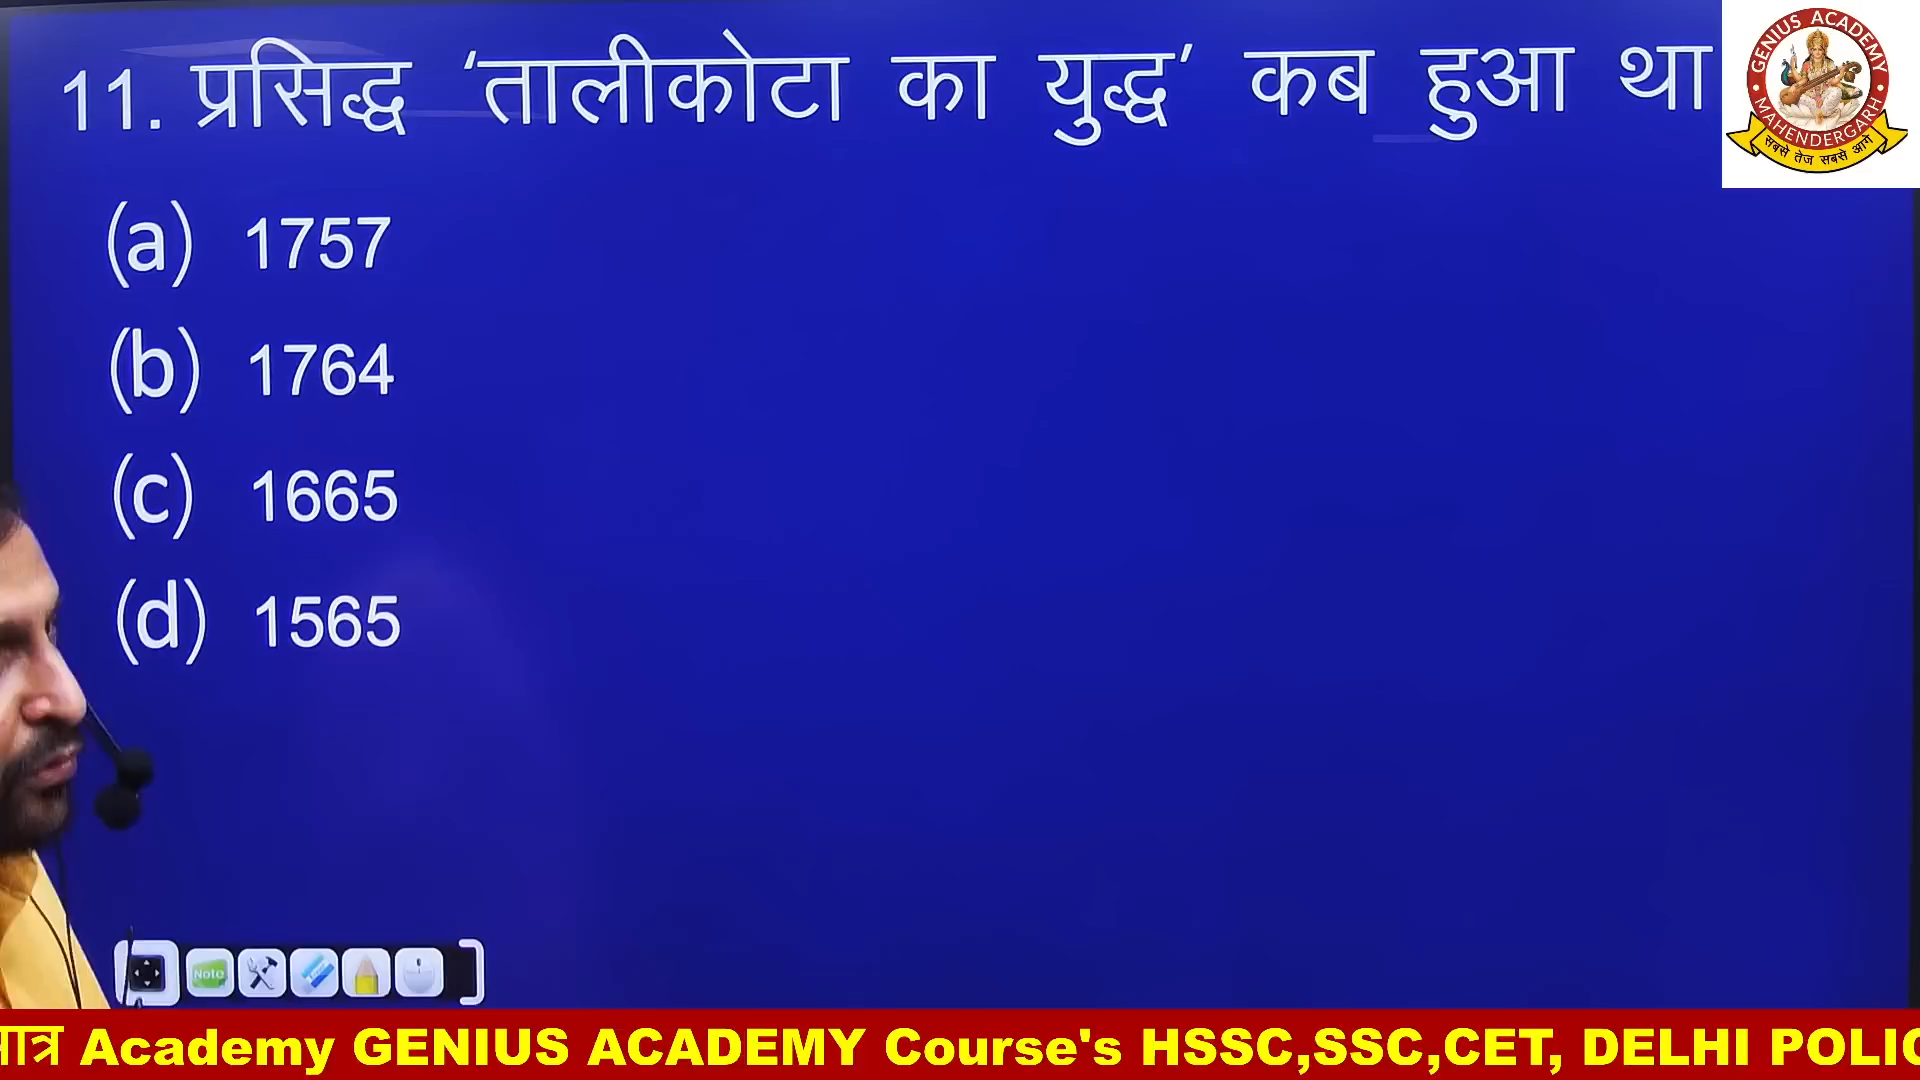 11. प्रसिद्ध ‘तालीकोटा का युद्ध’ कब हुआ था
GENIUS ACADEMY
MAHENDERGARH
सबसे तेज सबसे आगे
(a) 1757
(b) 1764
(c) 1665
(d) 1565
Note
Academy GENIUS ACADEMY Course's HSSC,SSC,CET, DELHI